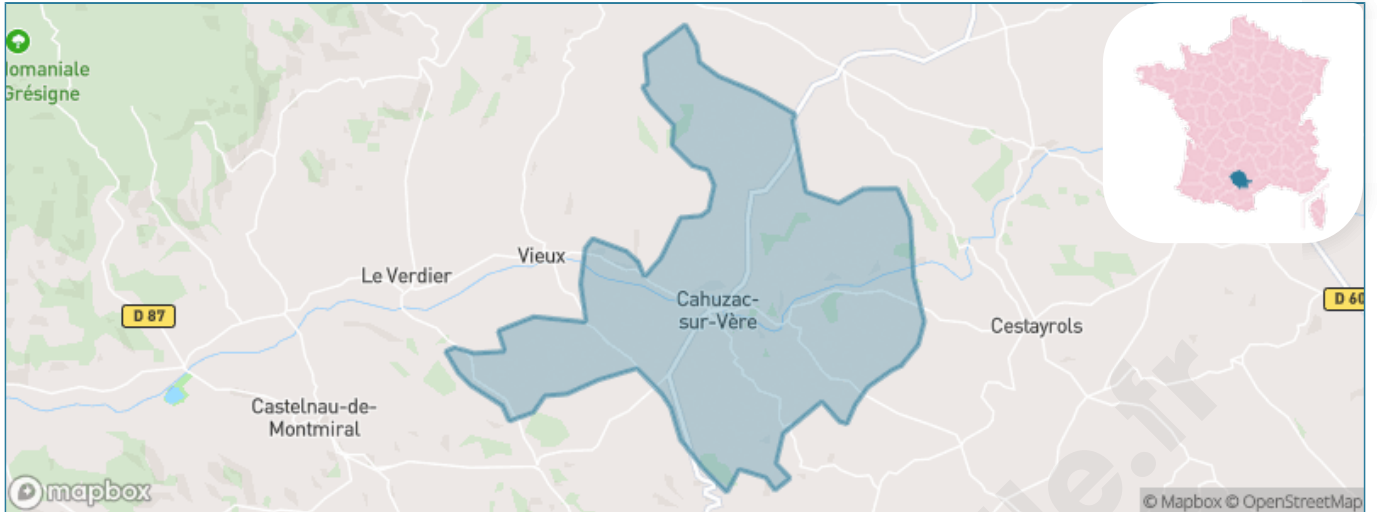 omaniale
Grésigne
Vieux
Le Verdier
D 87
Cahuzac-
sur-Vère
D 60
Cestayrols
Castelnau-de-
Montmiral
mapbox
© Mapbox © OpenStreetMap